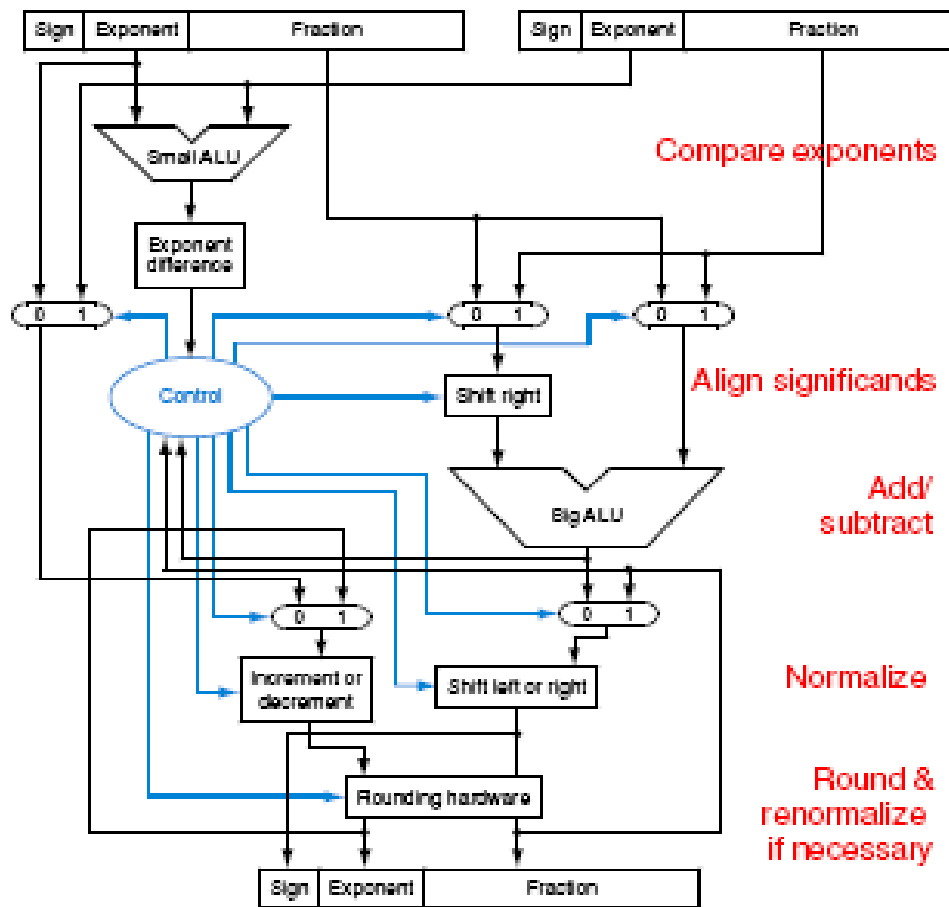 Sign Exponent Fraction
Sign Exponent Fraction
Small ALU
Compare exponents
Exponent
difference
0 1
0 1
0 1
Control
Shift right
Align significands
Big ALU
Add/
subtract
0 1
0 1
Increment or
decrement
Shift left or right
Normalize
Rounding hardware
Round &
renormalize
if necessary
Sign Exponent Fraction